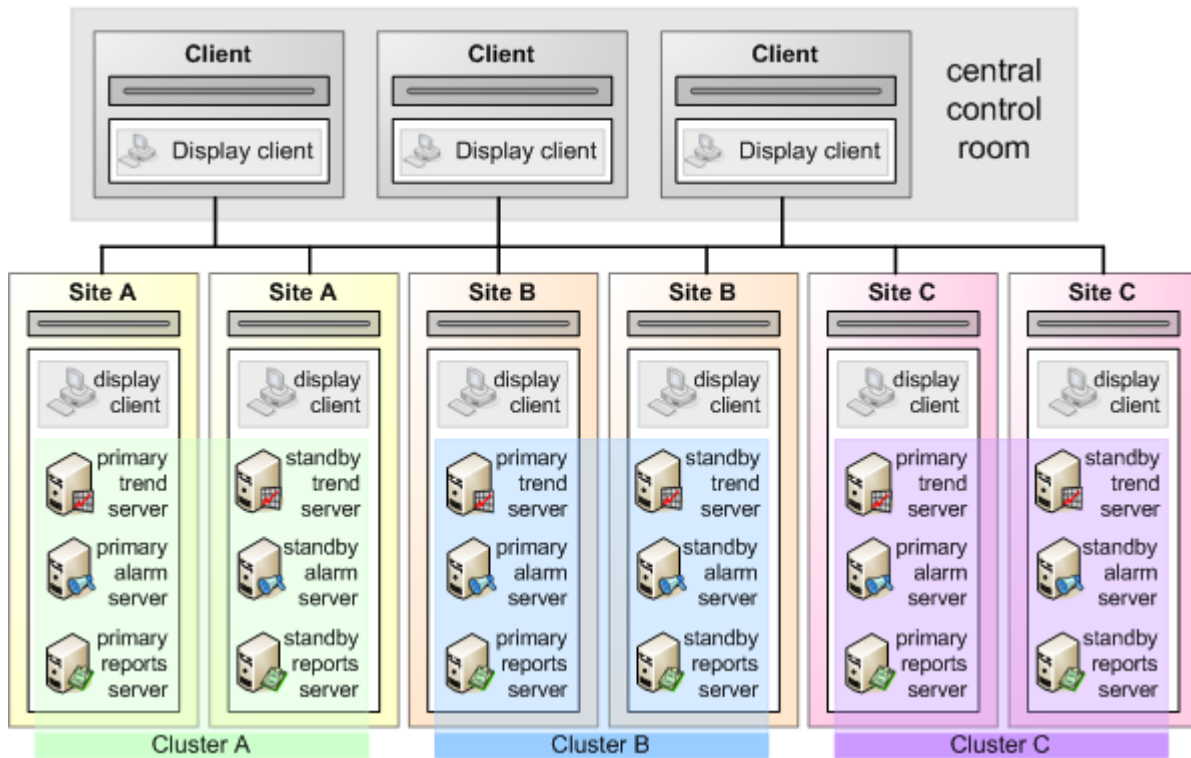 Client
Client
Client
central
control
room
Display client
Display client
Display client
Site A
Site A
Site B
Site B
Site C
Site C
display
client
display
client
display
client
display
client
display
client
display
client
primary
trend
server
standby
trend
server
primary
trend
server
standby
trend
server
primary
trend
server
standby
trend
server
primary
alarm
server
standby
alarm
server
primary
alarm
server
standby
alarm
server
primary
alarm
server
standby
alarm
server
primary
reports
server
standby
reports
server
primary
reports
server
standby
reports
server
primary
reports
server
standby
reports
server
Cluster A
Cluster B
Cluster C